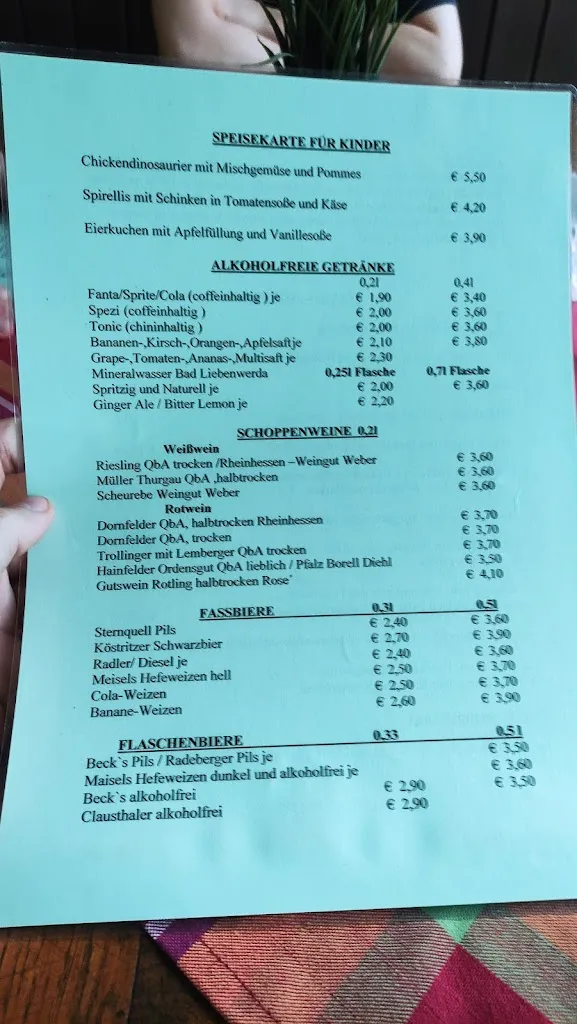 SPEISEKARTE FÜR KINDER
Chickendinosaurier mit Mischgemüse und Pommes € 5,50
Spirellis mit Schinken in Tomatensoße und Käse € 4,20
Eierkuchen mit Apfelfüllung und Vanillesoße € 3,90
ALKOHOLFREIE GETRÄNKE
0,2l 0,4l
Fanta/Sprite/Cola (coffeinhaltig ) je € 1,90 € 3,40
Spezi (coffeinhaltig ) € 2,00 € 3,60
Tonic (chininhaltig ) € 2,00 € 3,60
Bananen-,Kirsch-,Orangen-,Apfelsaft je € 2,10 € 3,80
Grape-,Tomaten-,Ananas-,Multisaft je € 2,30
Mineralwasser Bad Liebenwerda 0,25l Flasche 0,7l Flasche
Spritzig und Naturell je € 2,00 € 3,60
Ginger Ale / Bitter Lemon je € 2,20
SCHOPPENWEINE 0,2l
Weißwein
Riesling QbA trocken /Rheinhessen –Weingut Weber € 3,60
Müller Thurgau QbA ,halbtrocken € 3,60
Scheurebe Weingut Weber € 3,60
Rotwein
Dornfelder QbA, halbtrocken Rheinhessen € 3,70
Dornfelder QbA, trocken € 3,70
Trollinger mit Lemberger QbA trocken € 3,70
Hainfelder Ordensgut QbA lieblich / Pfalz Borell Diehl € 3,50
Gutswein Rotling halbtrocken Rose´ € 4,10
FASSBIERE 0,3l 0,5l
Sternquell Pils € 2,40 € 3,60
Köstritzer Schwarzbier € 2,70 € 3,90
Radler/ Diesel je € 2,40 € 3,60
Meisels Hefeweizen hell € 2,50 € 3,70
Cola-Weizen € 2,50 € 3,70
Banane-Weizen € 2,60 € 3,90
FLASCHENBIERE 0,33 0,5l
Beck`s Pils / Radeberger Pils je € 3,50
Maisels Hefeweizen dunkel und alkoholfrei je € 3,60
Beck`s alkoholfrei € 2,90 € 3,50
Clausthaler alkoholfrei € 2,90